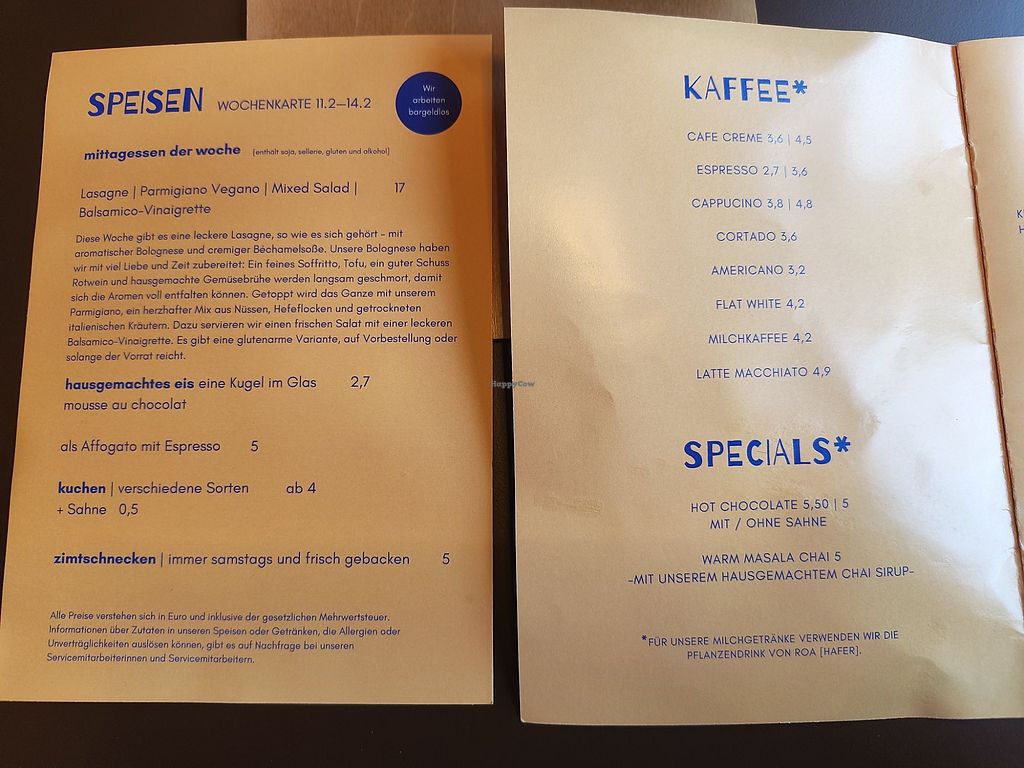 SPEISEN WOCHENKARTE 11.2—14.2
Wir
arbeiten
bargeldlos
mittagessen der woche [enthält soja, sellerie, gluten und alkohol]
Lasagne | Parmigiano Vegano | Mixed Salad | 17
Balsamico-Vinaigrette
Diese Woche gibt es eine leckere Lasagne, so wie es sich gehört - mit
aromatischer Bolognese und cremiger Béchamelsoße. Unsere Bolognese haben
wir mit viel Liebe und Zeit zubereitet: Ein feines Soffritto, Tofu, ein guter Schuss
Rotwein und hausgemachte Gemüsebrühe werden langsam geschmort, damit
sich die Aromen voll entfalten können. Getoppt wird das Ganze mit unserem
Parmigiano, ein herzhafter Mix aus Nüssen, Hefeflocken und getrockneten
italienischen Kräutern. Dazu servieren wir einen frischen Salat mit einer leckeren
Balsamico-Vinaigrette. Es gibt eine glutenarme Variante, auf Vorbestellung oder
solange der Vorrat reicht.
hausgemachtes eis eine Kugel im Glas 2,7
mousse au chocolat
als Affogato mit Espresso 5
kuchen | verschiedene Sorten ab 4
+ Sahne 0,5
zimtschnecken | immer samstags und frisch gebacken 5
Alle Preise verstehen sich in Euro und inklusive der gesetzlichen Mehrwertsteuer.
Informationen über Zutaten in unseren Speisen oder Getränken, die Allergien oder
Unverträglichkeiten auslösen können, gibt es auf Nachfrage bei unseren
Servicemitarbeiterinnen und Servicemitarbeitern.
HappyCow
KAFFEE*
CAFE CREME 3,6 | 4,5
ESPRESSO 2,7 | 3,6
CAPPUCINO 3,8 | 4,8
CORTADO 3,6
AMERICANO 3,2
FLAT WHITE 4,2
MILCHKAFFEE 4,2
LATTE MACCHIATO 4,9
SPECIALS*
HOT CHOCOLATE 5,50 | 5
MIT / OHNE SAHNE
WARM MASALA CHAI 5
-MIT UNSEREM HAUSGEMACHTEM CHAI SIRUP-
*FÜR UNSERE MILCHGETRÄNKE VERWENDEN WIR DIE
PFLANZENDRINK VON ROA [HAFER].